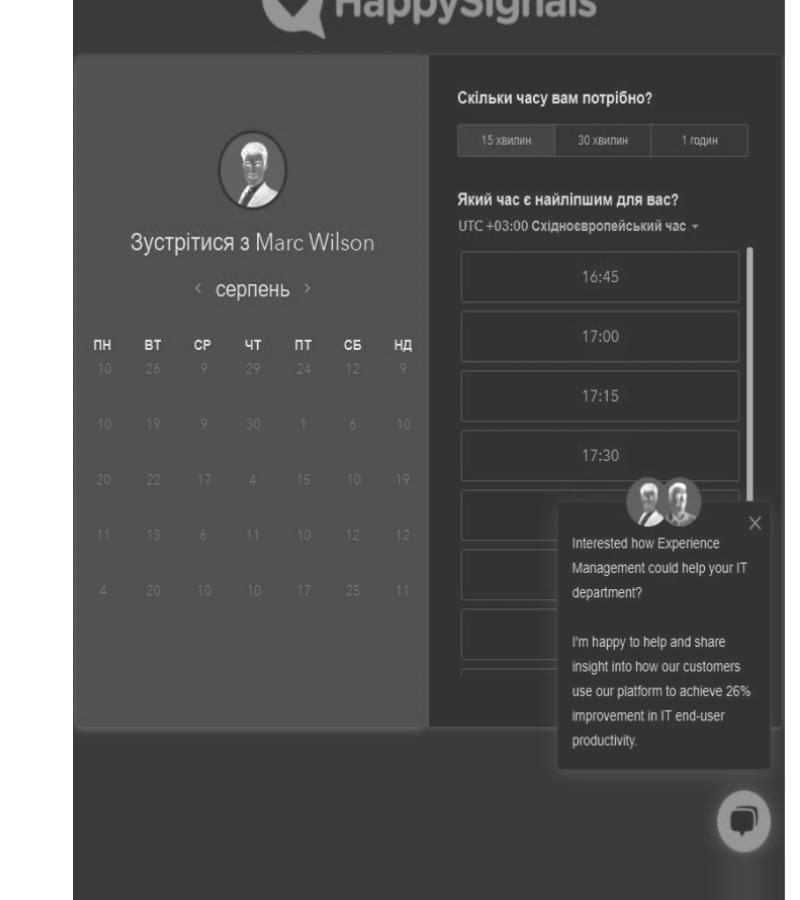 HappySignals
Зустрітися з Marc Wilson
‹ серпень ›
ПН ВТ СР ЧТ ПТ СБ НД
10 26 9 29 24 12 9
10 19 9 30 1 6 10
20 22 17 4 15 10 19
11 13 6 11 10 12 12
4 20 10 10 17 25 11
Скільки часу вам потрібно?
15 хвилин 30 хвилин 1 годин
Який час є найліпшим для вас?
UTC +03:00 Східноєвропейський час
16:45
17:00
17:15
17:30
Interested how Experience
Management could help your IT
department?
I'm happy to help and share
insight into how our customers
use our platform to achieve 26%
improvement in IT end-user
productivity.